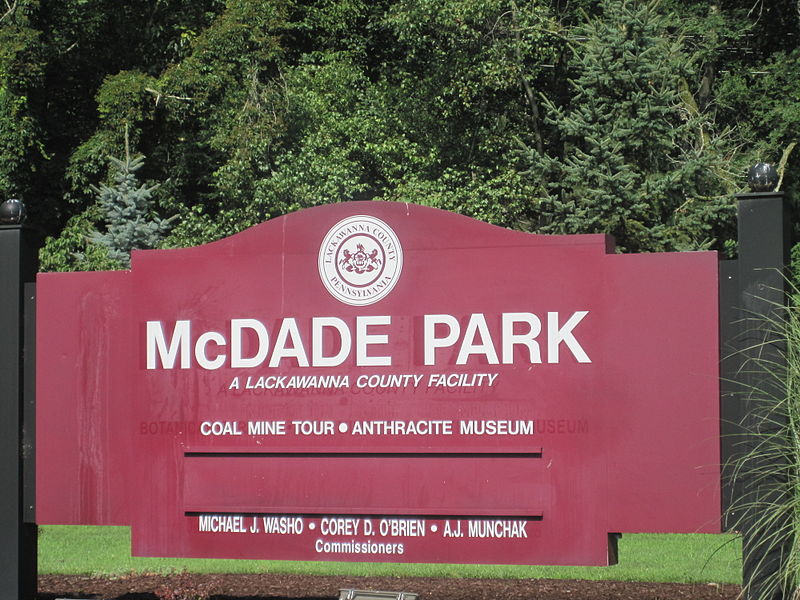 LACKAWANNA COUNTY
PENNSYLVANIA
McDADE PARK
A LACKAWANNA COUNTY FACILITY
COAL MINE TOUR • ANTHRACITE MUSEUM
MICHAEL J. WASHO • COREY D. O'BRIEN • A.J. MUNCHAK
Commissioners